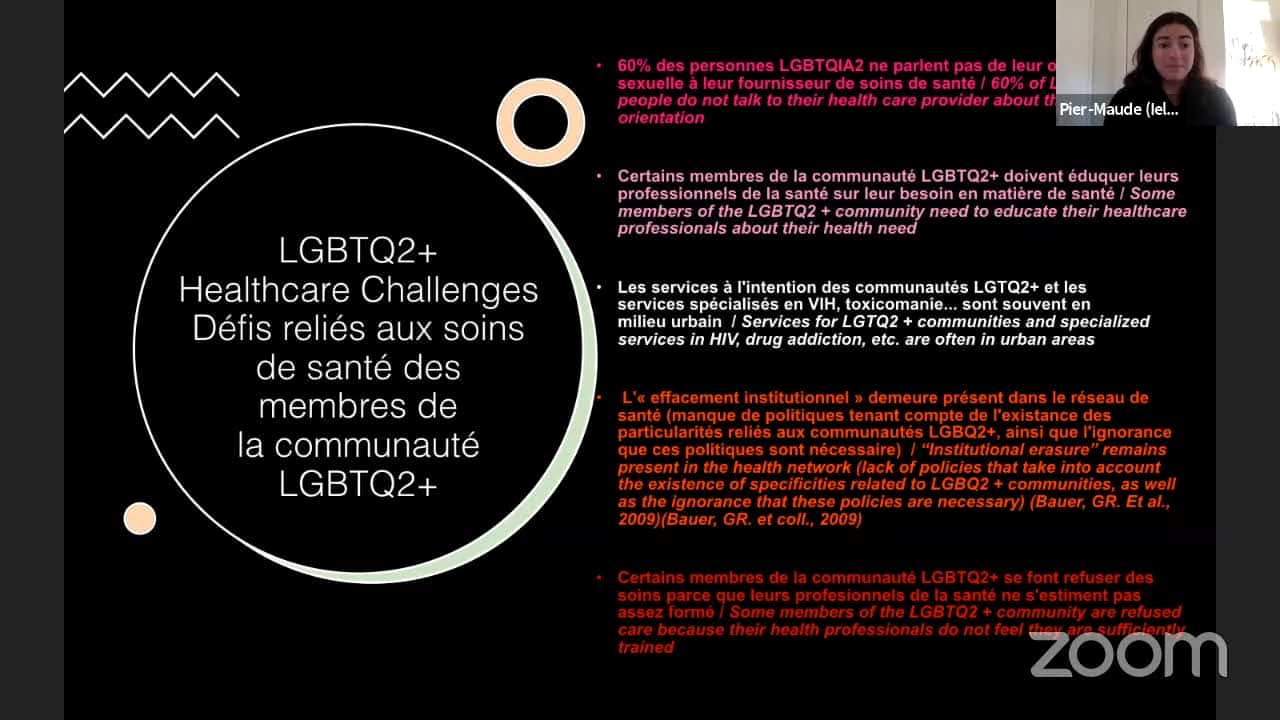 LGBTQ2+
Healthcare Challenges
Défis reliés aux soins
de santé des
membres de
la communauté
LGBTQ2+
• 60% des personnes LGBTQIA2 ne parlent pas de leur
sexuelle à leur fournisseur de soins de santé / 60% of
people do not talk to their health care provider about
orientation
• Certains membres de la communauté LGBTQ2+ doivent éduquer leurs
professionnels de la santé sur leur besoin en matière de santé / Some
members of the LGBTQ2 + community need to educate their healthcare
professionals about their health need
• Les services à l'intention des communautés LGTQ2+ et les
services spécialisés en VIH, toxicomanie... sont souvent en
milieu urbain / Services for LGTQ2 + communities and specialized
services in HIV, drug addiction, etc. are often in urban areas
• L'« effacement institutionnel » demeure présent dans le réseau de
santé (manque de politiques tenant compte de l'existance des
particularités reliés aux communautés LGBQ2+, ainsi que l'ignorance
que ces politiques sont nécessaire) / “Institutional erasure” remains
present in the health network (lack of policies that take into account
the existence of specificities related to LGBQ2 + communities, as well
as the ignorance that these policies are necessary) (Bauer, GR. Et al.,
2009)(Bauer, GR. et coll., 2009)
• Certains membres de la communauté LGBTQ2+ se font refuser des
soins parce que leurs profesionnels de la santé ne s'estiment pas
assez formé / Some members of the LGBTQ2 + community are refused
care because their health professionals do not feel they are sufficiently
trained
Pier-Maude (lel...
zoom